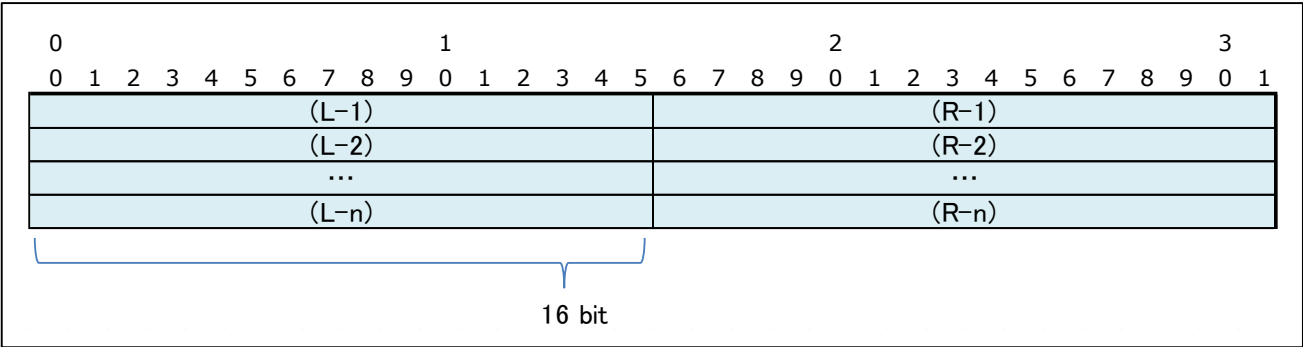 0 1 2 3
0 1 2 3 4 5 6 7 8 9 0 1 2 3 4 5 6 7 8 9 0 1 2 3 4 5 6 7 8 9 0 1
(L-1) (R-1)
(L-2) (R-2)
… …
(L-n) (R-n)
16 bit